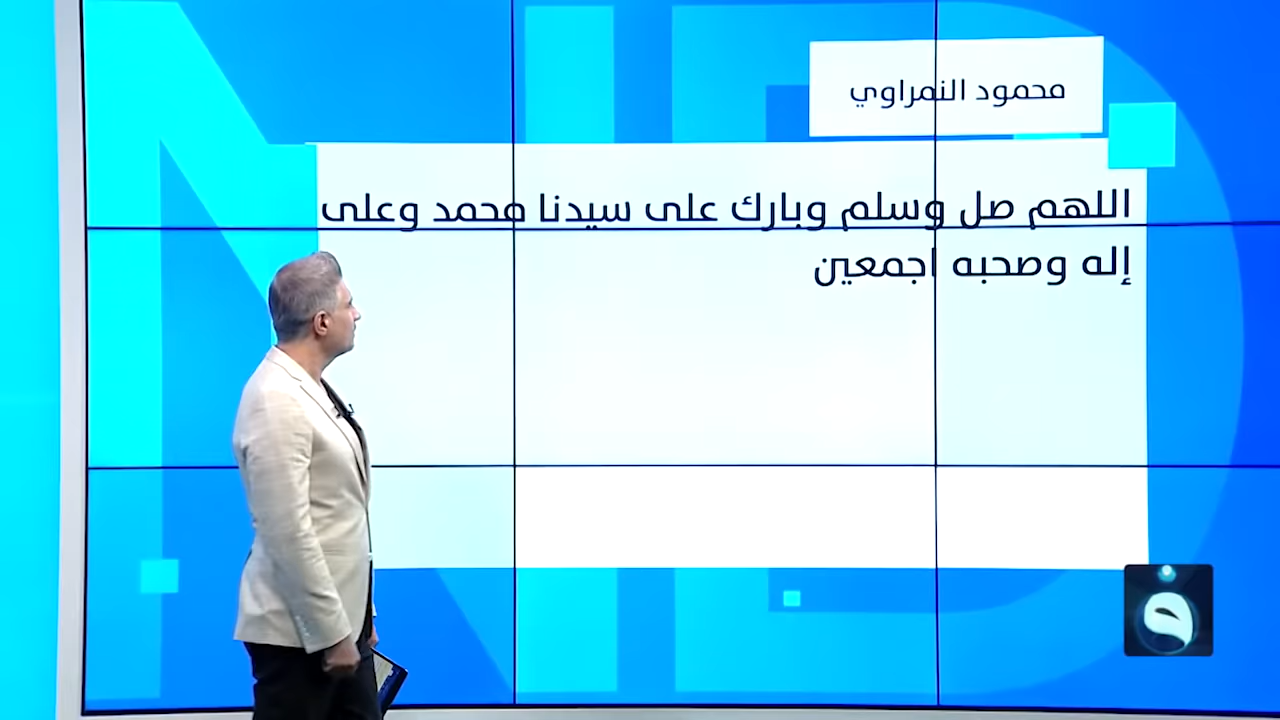 محمود النمراوي
اللهم صل وسلم وبارك على سيدنا محمد وعلى
إله وصحبه اجمعين